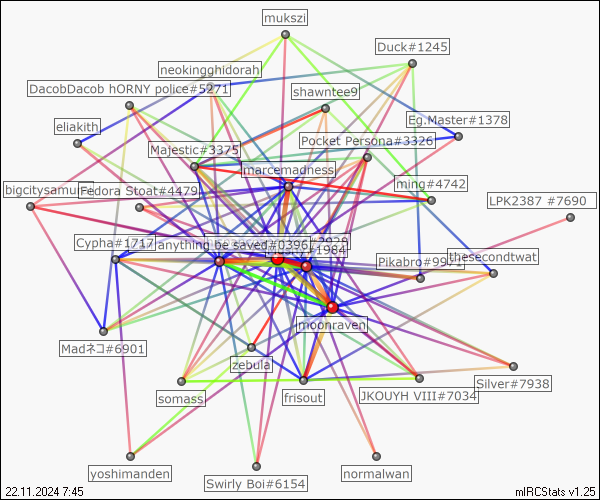 mukszi
Duck#1245
neokingghidorah
DacobDacob hORNY police#5271
shawntee9
Eg.Master#1378
eliakith
Pocket Persona#3326
Majestic#3375
marcemadness
bigcitysamurai
Fedora Stoat#4479
ming#4742
LPK2387 #7690
Cypha#1717
anything be saved#0396
#1984
Pikabro#9971
thesecondtwat
moonraven
Madネコ#6901
zebula
somass
frisout
JKOUYH VIII#7034
Silver#7938
yoshimanden
Swirly Boi#6154
normalwan
22.11.2024 7:45
mIRCStats v1.25